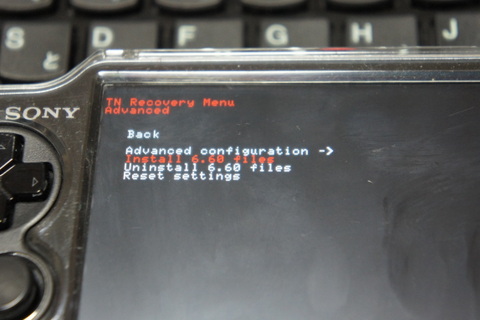 S D F G H J
SONY
TN Recovery Menu
Advanced
Back
Advanced configuration ->
Install 6.60 files
Uninstall 6.60 files
Reset settings